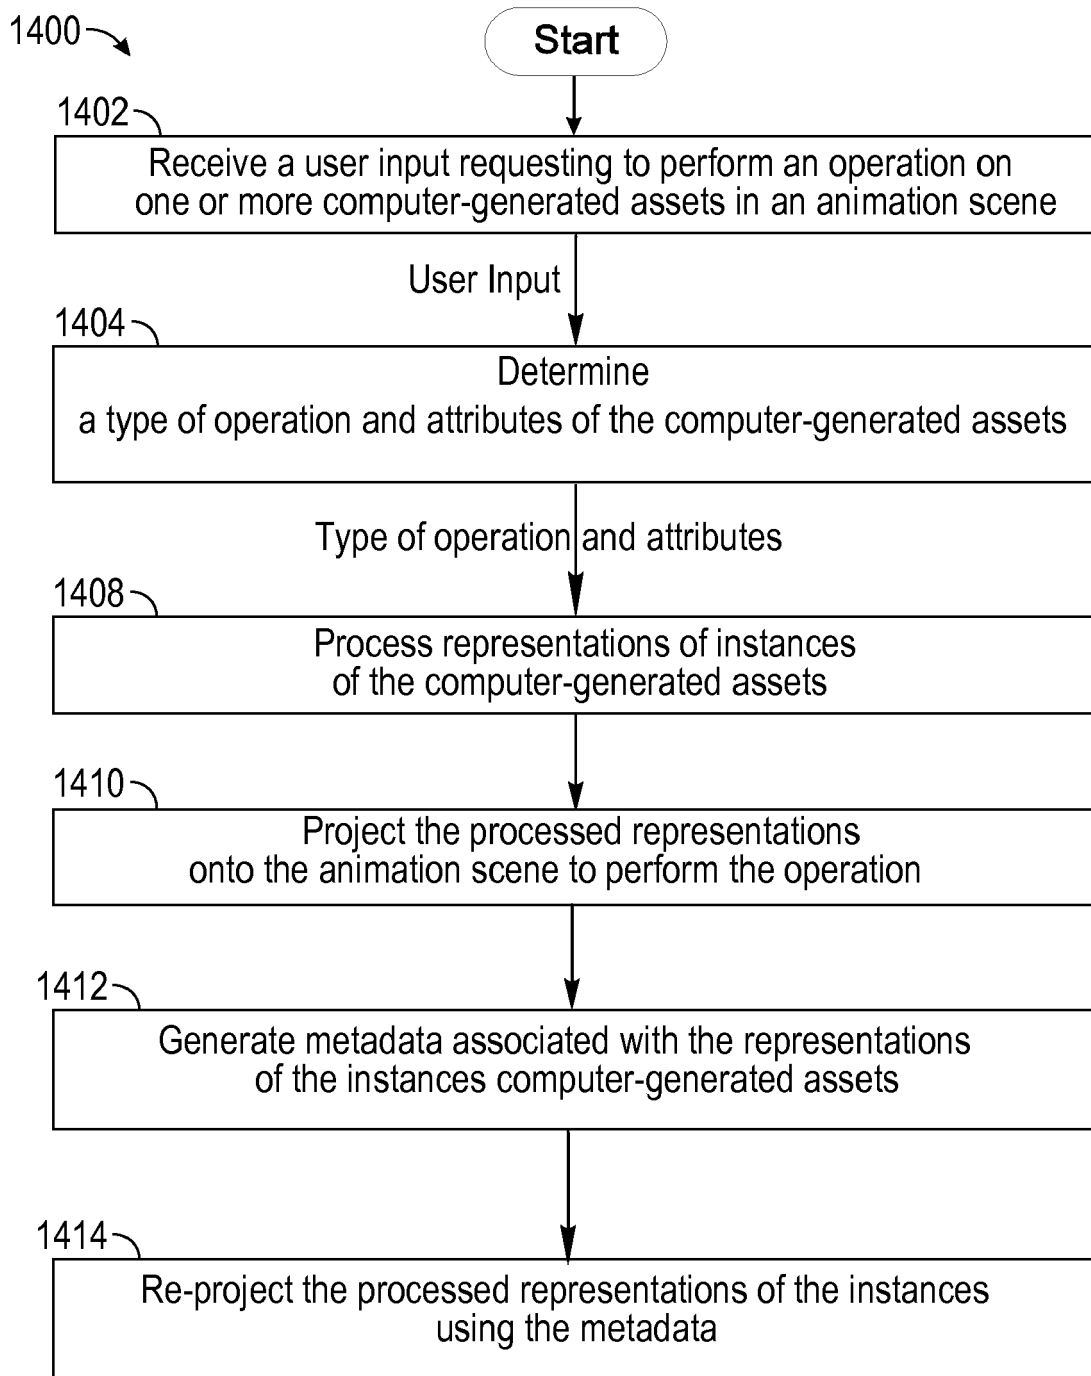 1400
Start
1402
Receive a user input requesting to perform an operation on
one or more computer-generated assets in an animation scene
User Input
1404
Determine
a type of operation and attributes of the computer-generated assets
Type of operation and attributes
1408
Process representations of instances
of the computer-generated assets
1410
Project the processed representations
onto the animation scene to perform the operation
1412
Generate metadata associated with the representations
of the instances computer-generated assets
1414
Re-project the processed representations of the instances
using the metadata